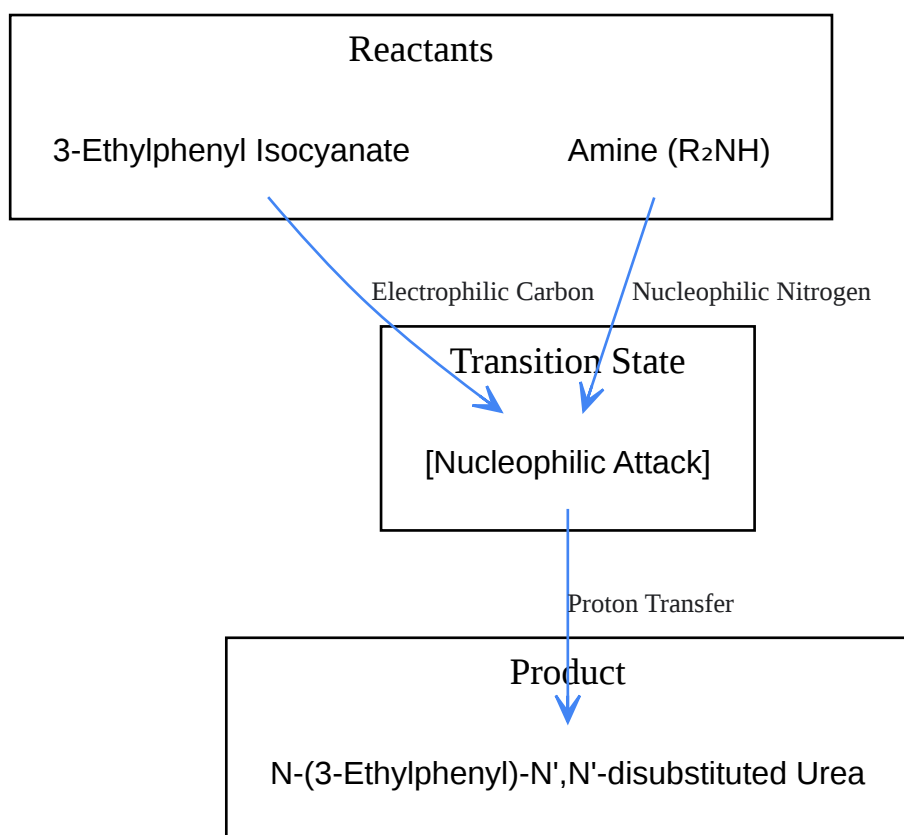 Reactants
3-Ethylphenyl Isocyanate
Amine (R₂NH)
Electrophilic Carbon
Nucleophilic Nitrogen
Transition State
[Nucleophilic Attack]
Proton Transfer
Product
N-(3-Ethylphenyl)-N',N'-disubstituted Urea